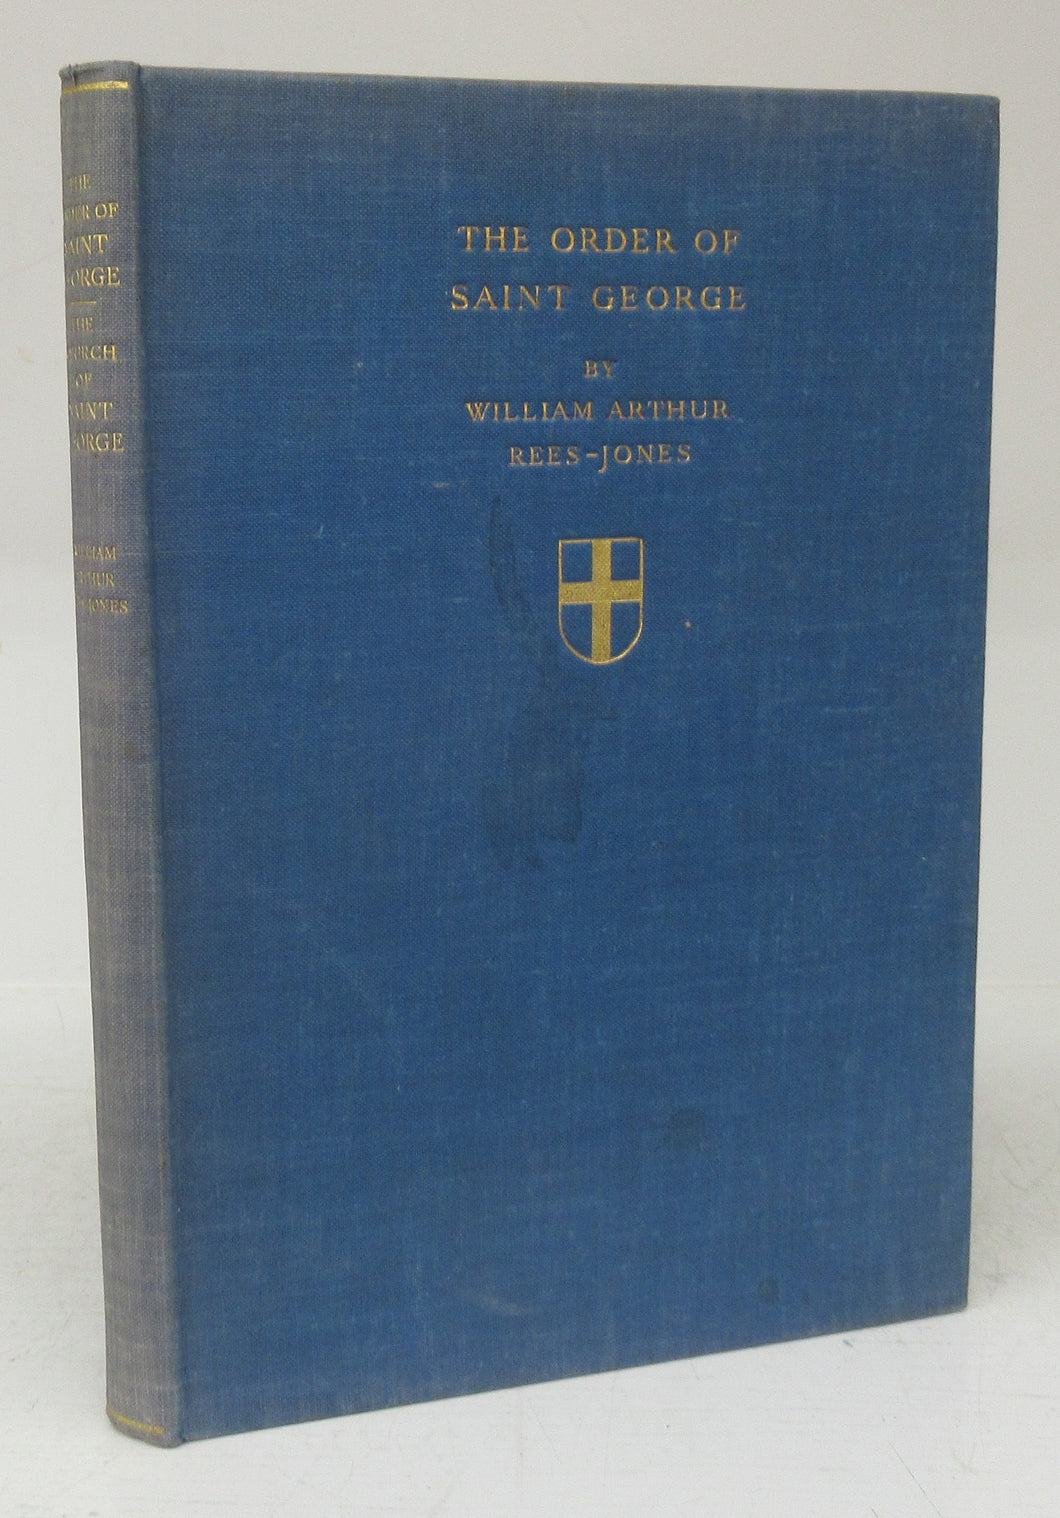 THE ORDER OF
SAINT GEORGE
BY
WILLIAM ARTHUR
REES-JONES
THE
ORDER OF
SAINT
GEORGE
THE
PORCH
OF
SAINT
GEORGE
WILLIAM
ARTHUR
REES-JONES